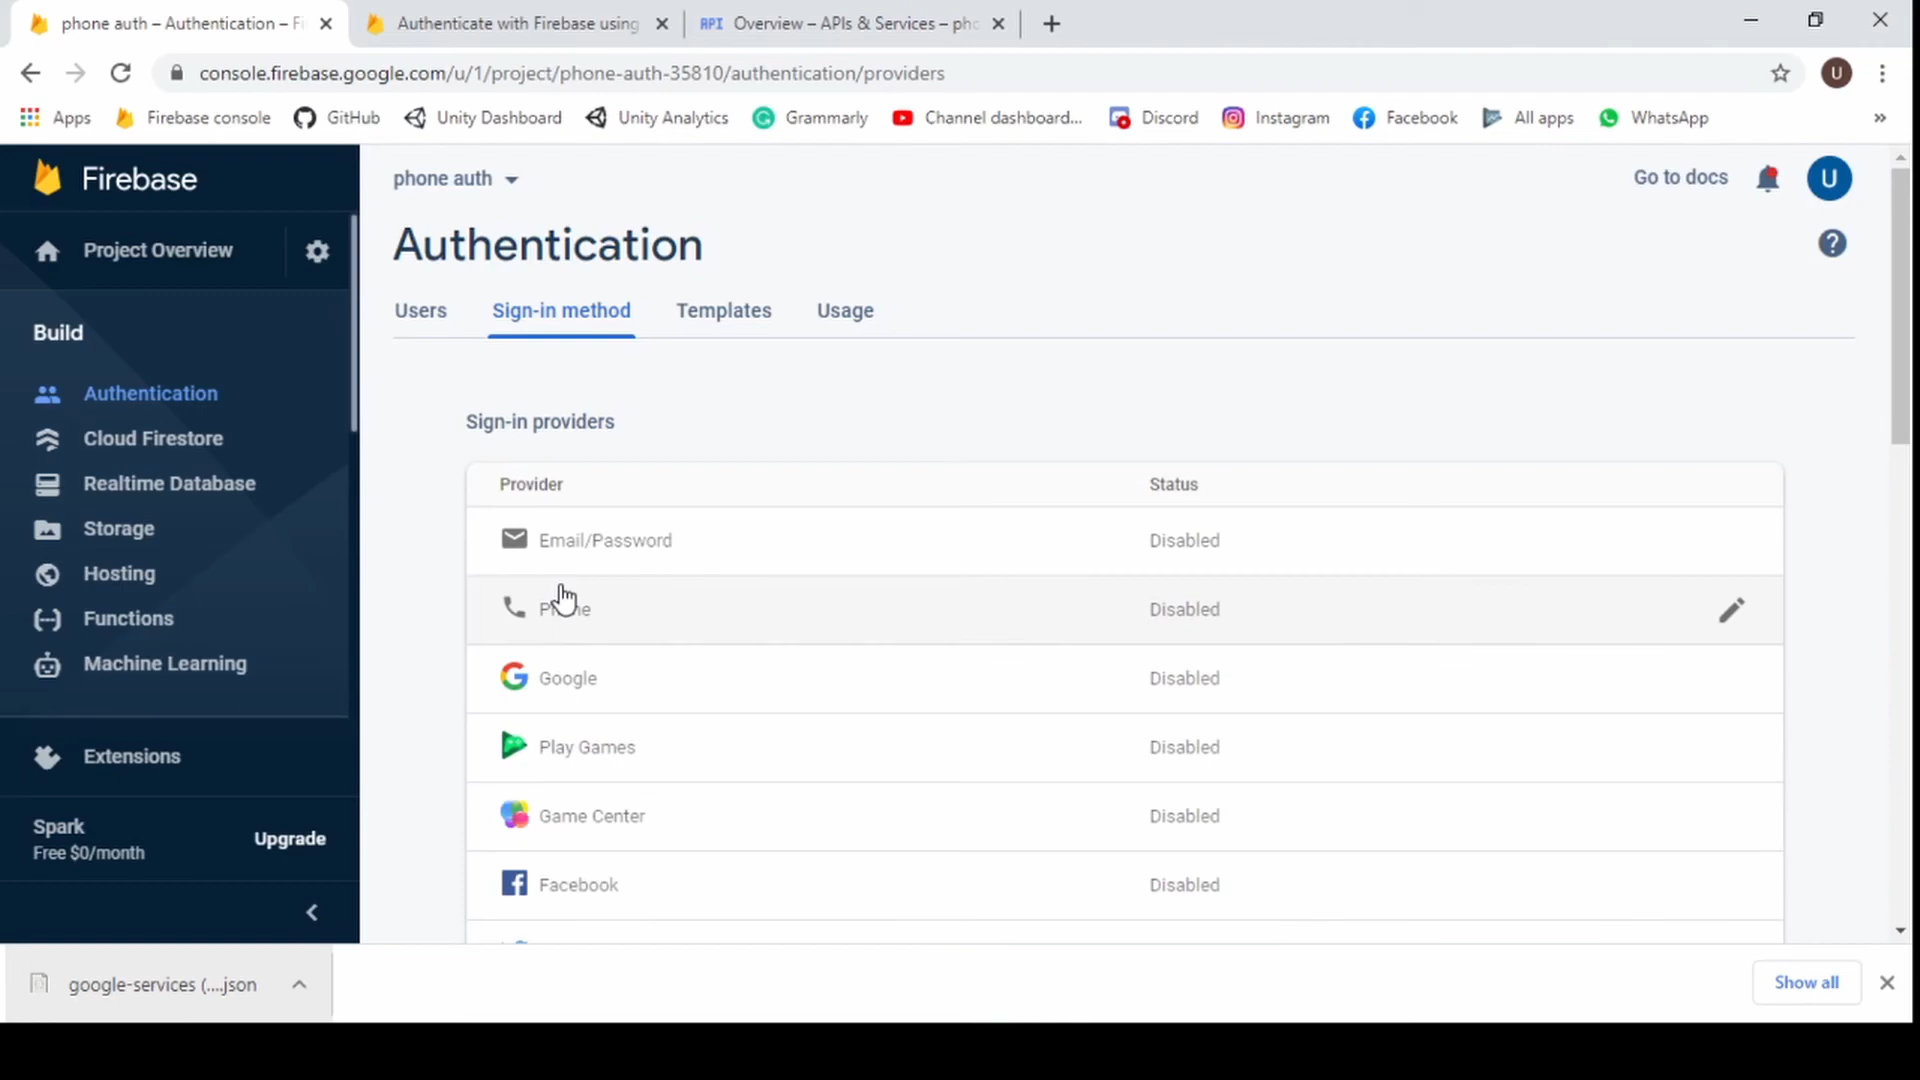 phone auth – Authentication – Fi
Authenticate with Firebase using
API Overview – APIs & Services – pho
console.firebase.google.com/u/1/project/phone-auth-35810/authentication/providers
U
Apps
Firebase console
GitHub
Unity Dashboard
Unity Analytics
Grammarly
Channel dashboard...
Discord
Instagram
Facebook
All apps
WhatsApp
»
Firebase
phone auth
Go to docs
U
Project Overview
Authentication
?
Users
Sign-in method
Templates
Usage
Build
Authentication
Cloud Firestore
Realtime Database
Storage
Hosting
Functions
Machine Learning
Extensions
Spark
Free $0/month
Upgrade
Sign-in providers
Provider Status
Email/Password Disabled
Phone Disabled
Google Disabled
Play Games Disabled
Game Center Disabled
Facebook Disabled
google-services (....json
Show all